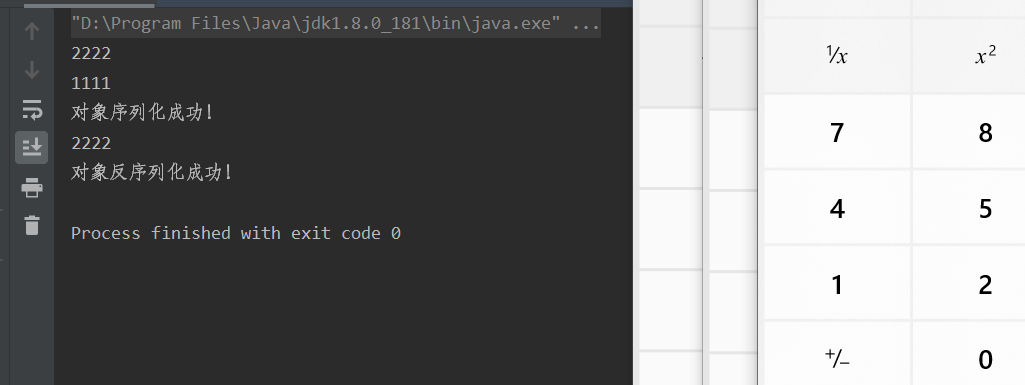 "D:\Program Files\Java\jdk1.8.0_181\bin\java.exe" ...
2222
1111
对象序列化成功!
2222
对象反序列化成功!
Process finished with exit code 0
¹⁄x x²
7 8
4 5
1 2
⁺⁄₋ 0